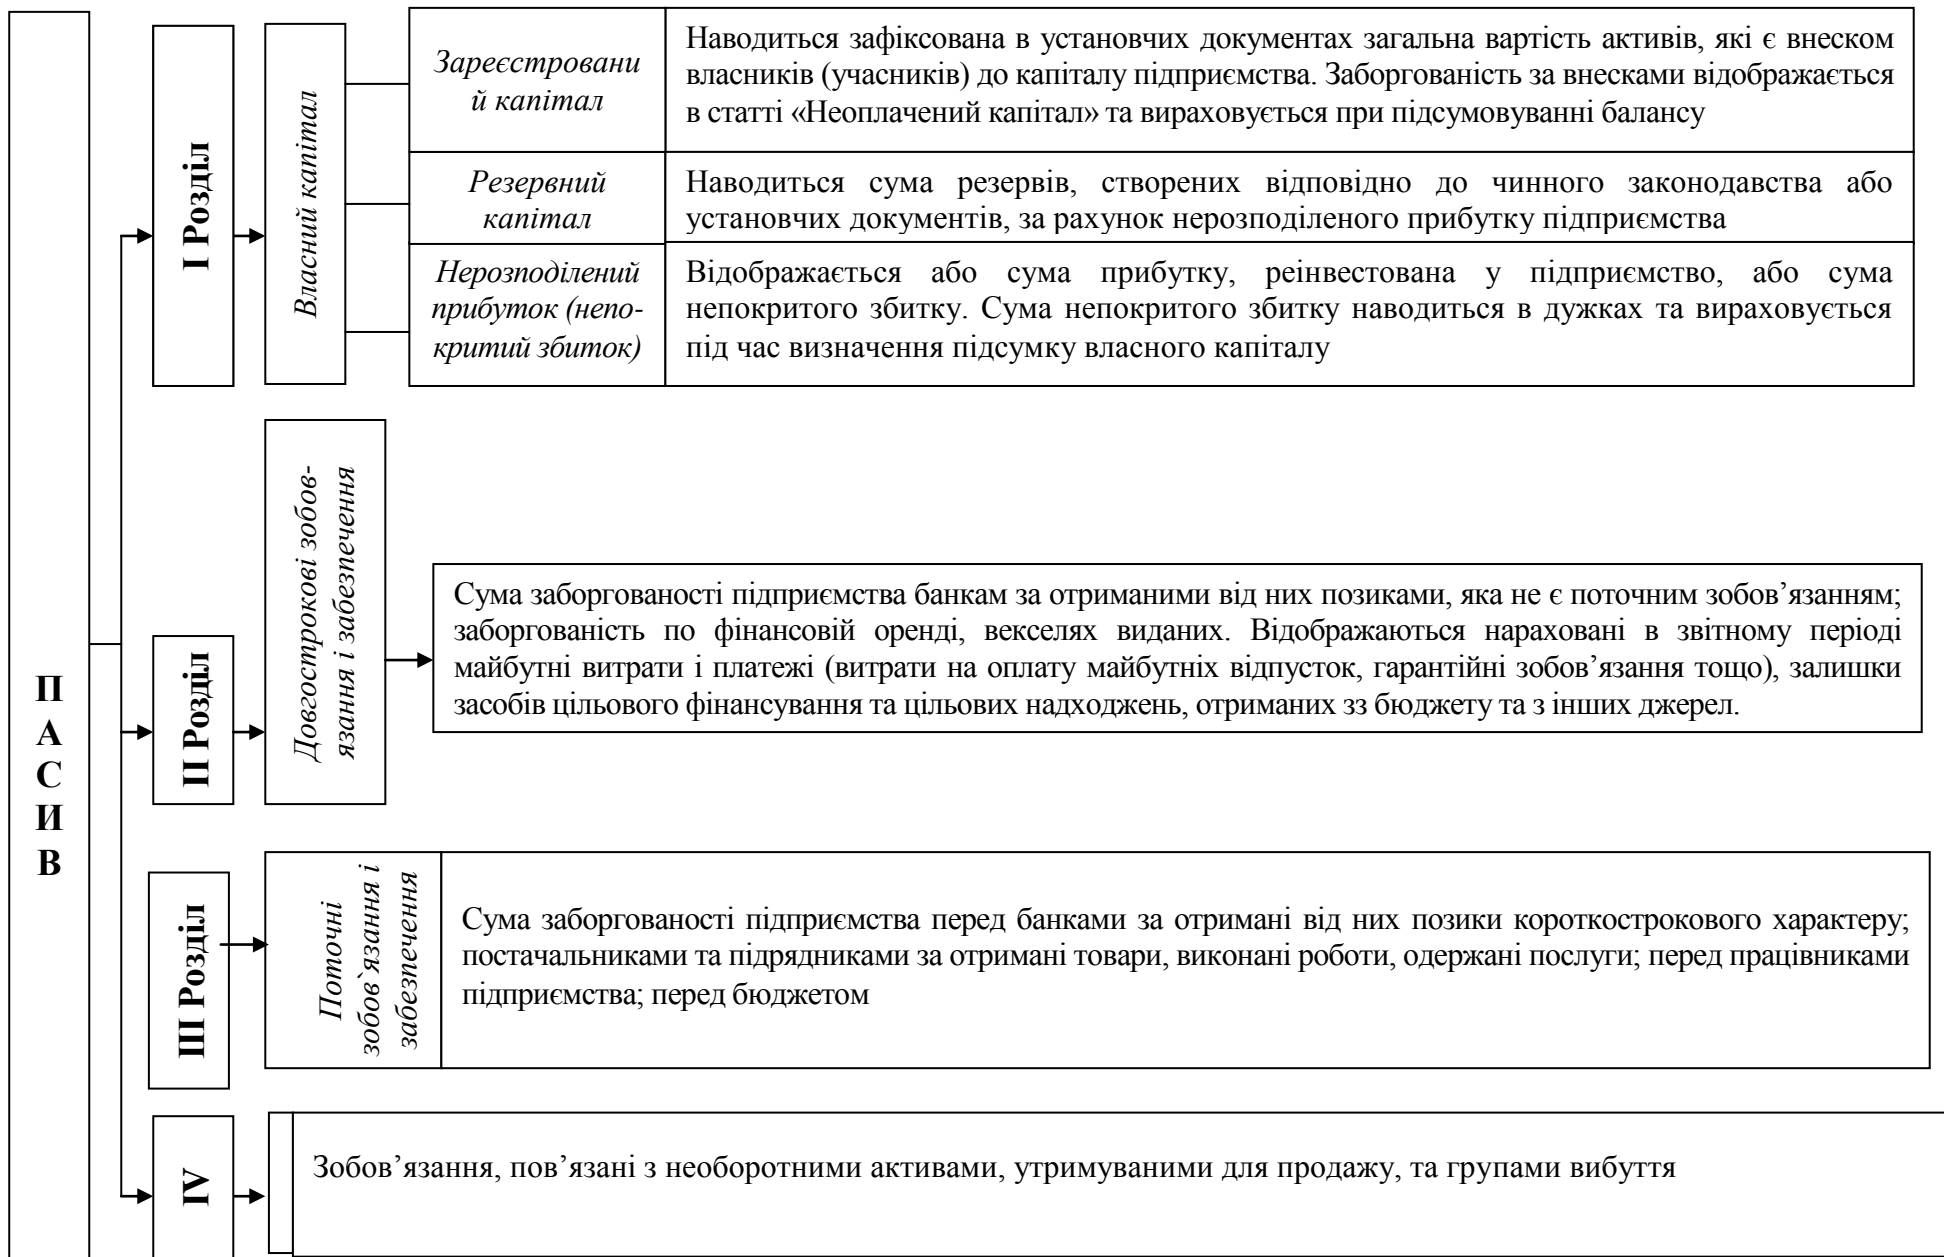 П
А
С
И
В
І Розділ
Власний капітал
Зареєстровани
й капітал
Наводиться зафіксована в установчих документах загальна вартість активів, які є внеском
власників (учасників) до капіталу підприємства. Заборгованість за внесками відображається
в статті «Неоплачений капітал» та вираховується при підсумовуванні балансу
Резервний
капітал
Наводиться сума резервів, створених відповідно до чинного законодавства або
установчих документів, за рахунок нерозподіленого прибутку підприємства
Нерозподілений
прибуток (непо-
критий збиток)
Відображається або сума прибутку, реінвестована у підприємство, або сума
непокритого збитку. Сума непокритого збитку наводиться в дужках та вираховується
під час визначення підсумку власного капіталу
ІІ Розділ
Довгострокові зобов-
язання і забезпечення
Сума заборгованості підприємства банкам за отриманими від них позиками, яка не є поточним зобов’язанням;
заборгованість по фінансовій оренді, векселях виданих. Відображаються нараховані в звітному періоді
майбутні витрати і платежі (витрати на оплату майбутніх відпусток, гарантійні зобов’язання тощо), залишки
засобів цільового фінансування та цільових надходжень, отриманих зз бюджету та з інших джерел.
ІІІ Розділ
Поточні
зобов`язання і
забезпечення
Сума заборгованості підприємства перед банками за отримані від них позики короткострокового характеру;
постачальниками та підрядниками за отримані товари, виконані роботи, одержані послуги; перед працівниками
підприємства; перед бюджетом
IV
Зобов’язання, пов’язані з необоротними активами, утримуваними для продажу, та групами вибуття